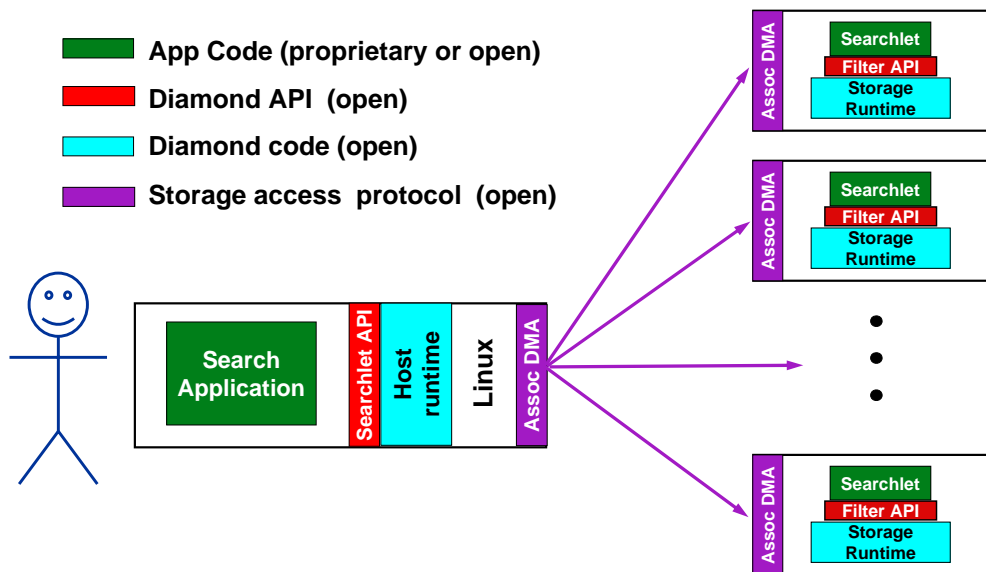 App Code (proprietary or open)
Diamond API (open)
Diamond code (open)
Storage access protocol (open)
Search
Application
Searchlet API
Host
runtime
Linux
Assoc DMA
Assoc DMA
Searchlet
Filter API
Storage
Runtime
Assoc DMA
Searchlet
Filter API
Storage
Runtime
Assoc DMA
Searchlet
Filter API
Storage
Runtime